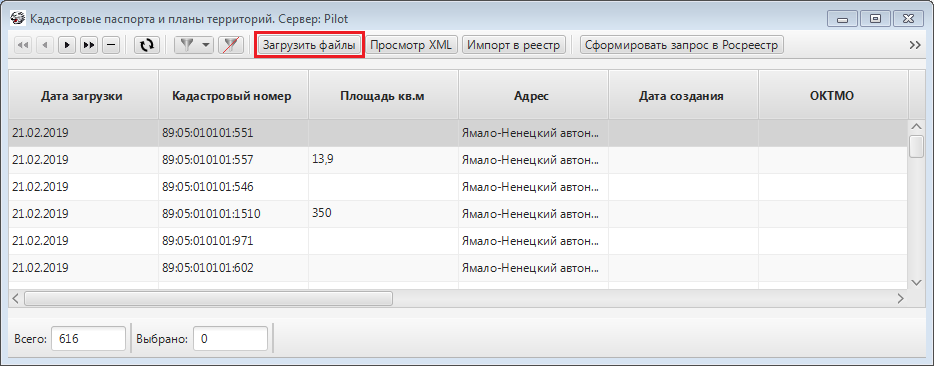 Кадастровые паспорта и планы территорий. Сервер: Pilot
Загрузить файлы Просмотр XML Импорт в реестр Сформировать запрос в Росреестр
Дата загрузки Кадастровый номер Площадь кв.м Адрес Дата создания ОКТМО
21.02.2019 89:05:010101:551 Ямало-Ненецкий автон...
21.02.2019 89:05:010101:557 13,9 Ямало-Ненецкий автон...
21.02.2019 89:05:010101:546 Ямало-Ненецкий автон...
21.02.2019 89:05:010101:1510 350 Ямало-Ненецкий автон...
21.02.2019 89:05:010101:971 Ямало-Ненецкий автон...
21.02.2019 89:05:010101:602 Ямало-Ненецкий автон...
Всего: 616 Выбрано: 0